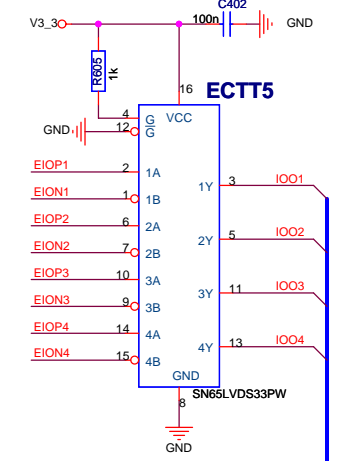 C402
V3_3
100n
GND
R605
1k
16
ECTT5
VCC
4
G
GND
12
G
EIOP1
2
1A
1Y
3
IOO1
EION1
1
1B
EIOP2
6
2A
2Y
5
IOO2
EION2
7
2B
EIOP3
10
3A
3Y
11
IOO3
EION3
9
3B
EIOP4
14
4A
4Y
13
IOO4
EION4
15
4B
GND
SN65LVDS33PW
8
GND